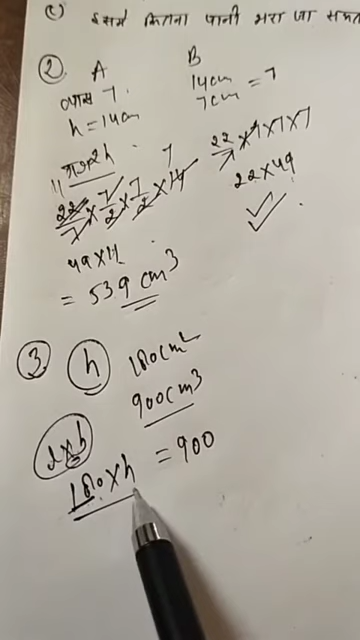 c) इसमें कितना पानी भरा जा सकता
2 A B
व्यास 7. 14cm
h = 14cm 7cm = 7
22/7 × 7 × 7 × 7
22/7 × 7/2 × 7/2 × 14 7
22 × 49
49 × 11
= 539 cm3
3 h 180cm2
900cm3
l × h
180 × h = 900